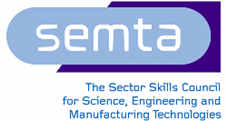 semta
The Sector Skills Council
for Science, Engineering and
Manufacturing Technologies